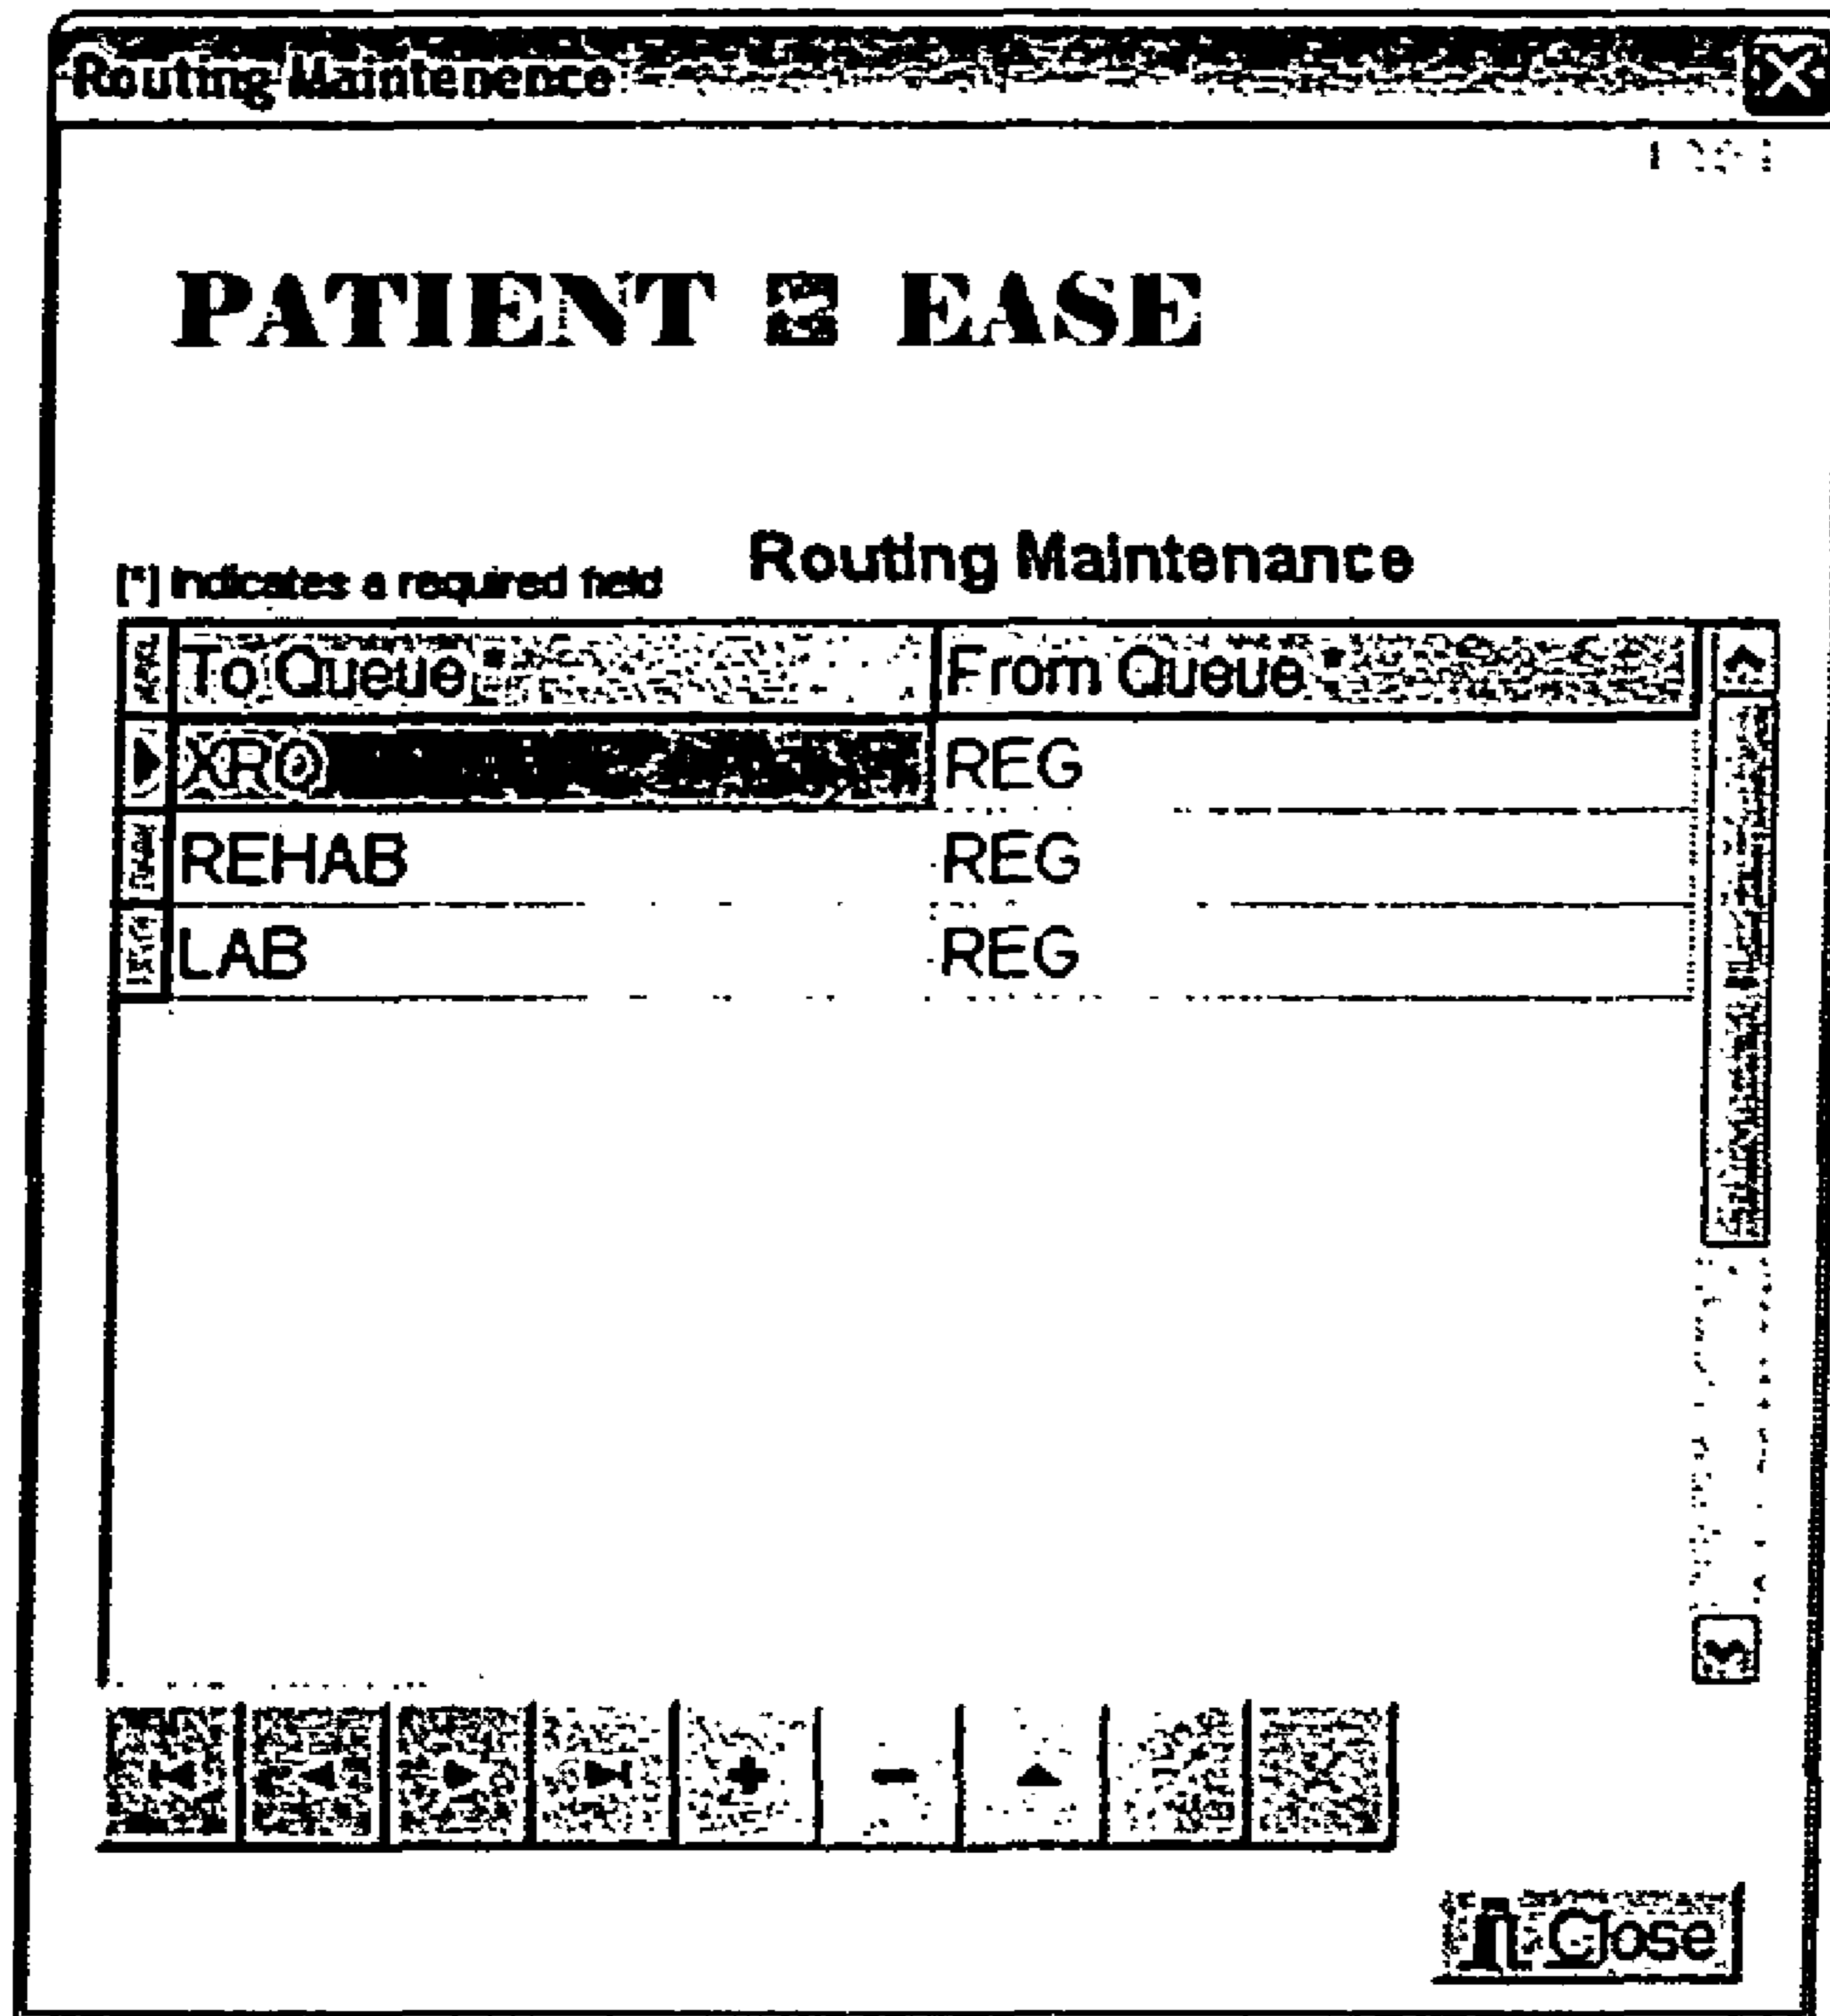 Routing Maintenence
PATIENT 2 EASE
Routing Maintenance
[*] Indicates a required field
To Queue * From Queue *
XRO REG
REHAB REG
LAB REG
Close